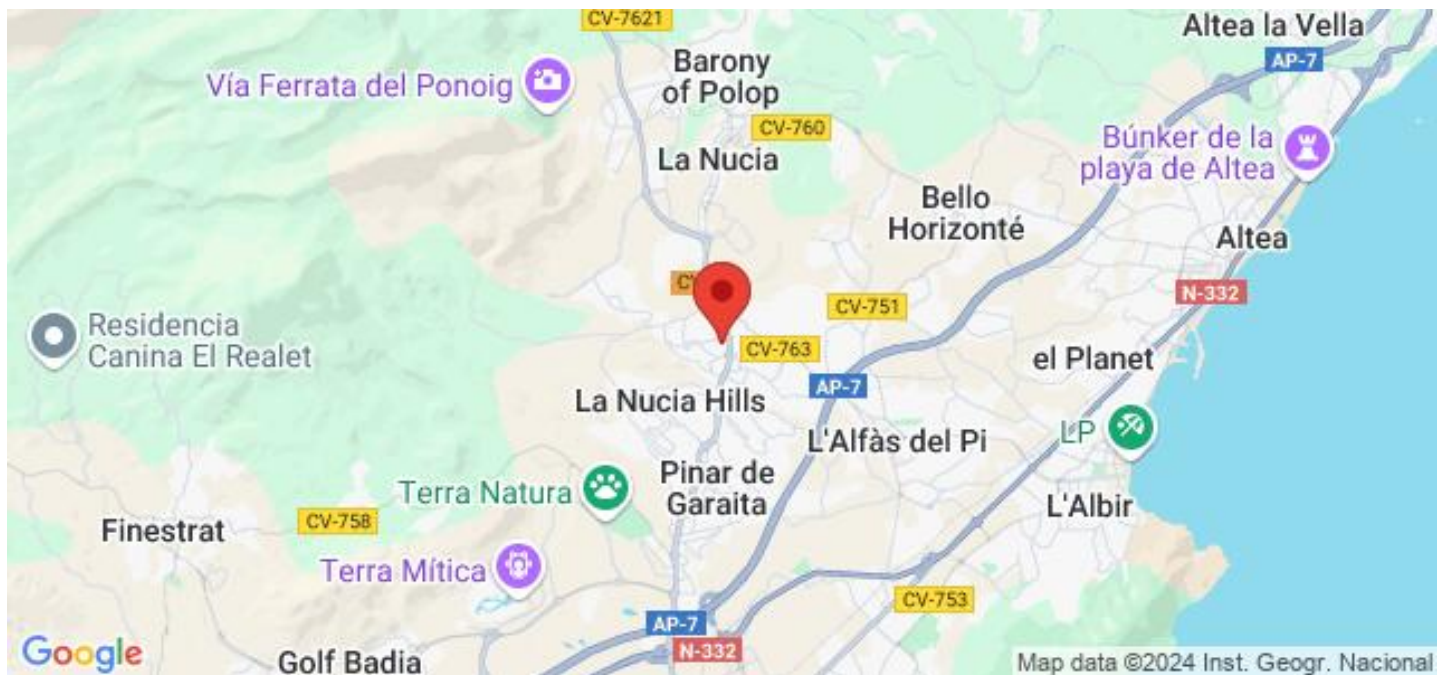 CV-7621
Altea la Vella
AP-7
Vía Ferrata del Ponoig
Barony
of Polop
CV-760
La Nucia
Búnker de la
playa de Altea
Bello
Horizonté
Altea
N-332
CV-751
Residencia
Canina El Realet
CV-763
el Planet
AP-7
La Nucia Hills
L'Alfàs del Pi
LP
Terra Natura
Pinar de
Garaita
L'Albir
Finestrat
CV-758
Terra Mítica
CV-753
AP-7
N-332
Google
Golf Badia
Map data ©2024 Inst. Geogr. Nacional